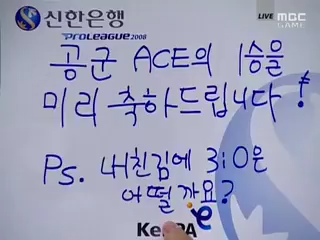 신한은행
PROLEAGUE 2008
LIVE MBC
GAME
공군 ACE의 1승을
미리 축하드립니다!
Ps. 내친김에 3:0은
어떨까요?
KeSPA